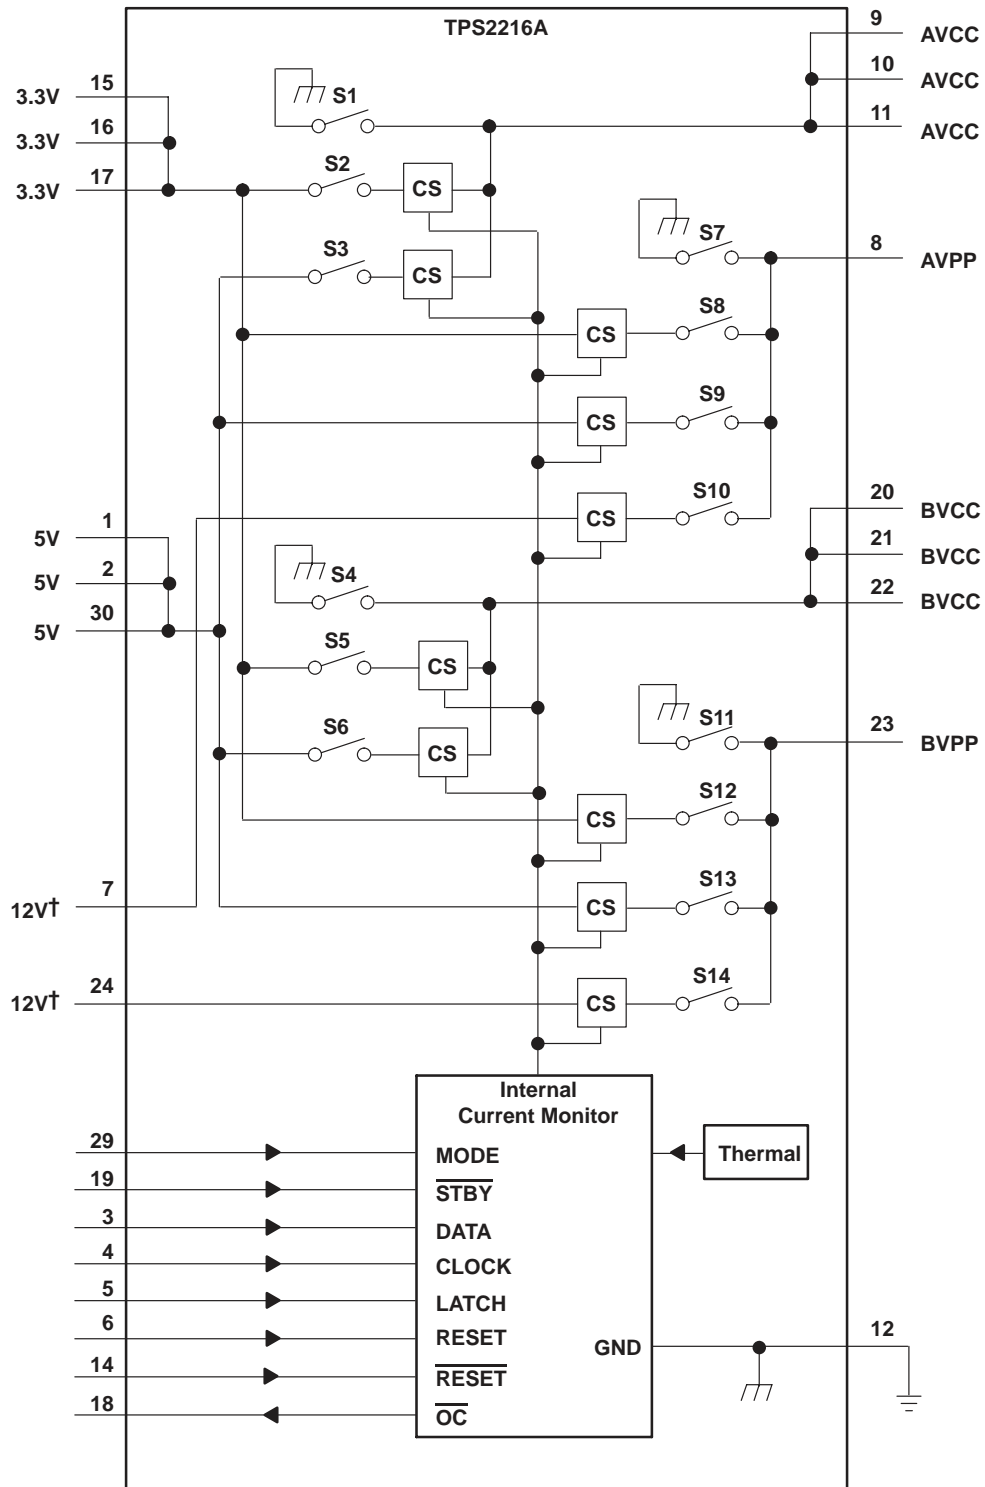 TPS2216A
9
AVCC
10
AVCC
11
AVCC
15
3.3V
16
3.3V
17
3.3V
S1
S2
CS
S3
CS
S7
8
AVPP
S8
CS
S9
CS
S10
CS
1
5V
2
5V
30
5V
20
BVCC
21
BVCC
22
BVCC
S4
S5
CS
S6
CS
S11
23
BVPP
S12
CS
7
12V†
S13
CS
24
12V†
S14
CS
Internal
Current Monitor
Thermal
29
MODE
19
STBY
3
DATA
4
CLOCK
5
LATCH
6
RESET
14
RESET
18
OC
GND
12